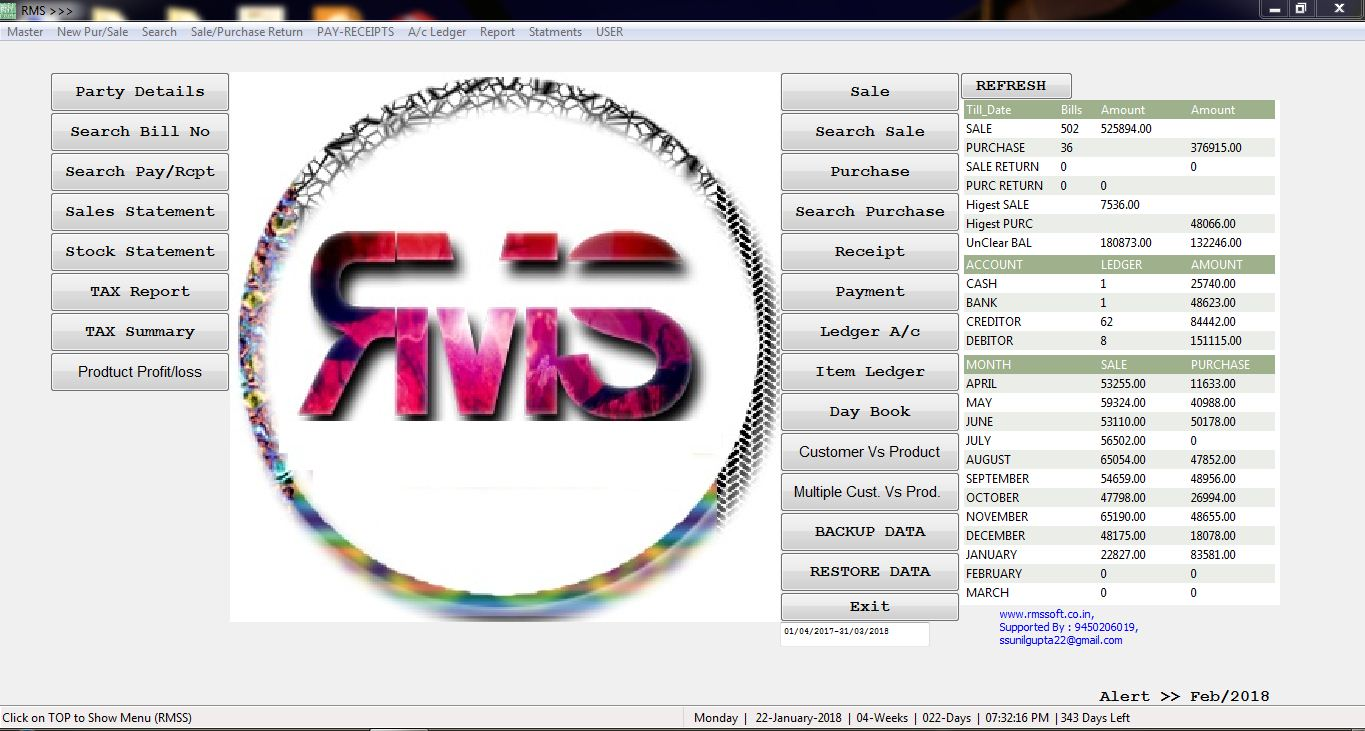 RMS >>>
Master New Pur/Sale Search Sale/Purchase Return PAY-RECEIPTS A/c Ledger Report Statments USER
Party Details
Search Bill No
Search Pay/Rcpt
Sales Statement
Stock Statement
TAX Report
TAX Summary
Prodtuct Profit/loss
RMS
Sale
Search Sale
Purchase
Search Purchase
Receipt
Payment
Ledger A/c
Item Ledger
Day Book
Customer Vs Product
Multiple Cust. Vs Prod.
BACKUP DATA
RESTORE DATA
Exit
01/04/2017-31/03/2018
REFRESH
Till_Date Bills Amount Amount
SALE 502 525894.00
PURCHASE 36 376915.00
SALE RETURN 0 0
PURC RETURN 0 0
Higest SALE 7536.00
Higest PURC 48066.00
UnClear BAL 180873.00 132246.00
ACCOUNT LEDGER AMOUNT
CASH 1 25740.00
BANK 1 48623.00
CREDITOR 62 84442.00
DEBITOR 8 151115.00
MONTH SALE PURCHASE
APRIL 53255.00 11633.00
MAY 59324.00 40988.00
JUNE 53110.00 50178.00
JULY 56502.00 0
AUGUST 65054.00 47852.00
SEPTEMBER 54659.00 48956.00
OCTOBER 47798.00 26994.00
NOVEMBER 65190.00 48655.00
DECEMBER 48175.00 18078.00
JANUARY 22827.00 83581.00
FEBRUARY 0 0
MARCH 0 0
www.rmssoft.co.in,
Supported By : 9450206019,
ssunilgupta22@gmail.com
Alert >> Feb/2018
Click on TOP to Show Menu (RMSS)
Monday | 22-January-2018 | 04-Weeks | 022-Days | 07:32:16 PM | 343 Days Left